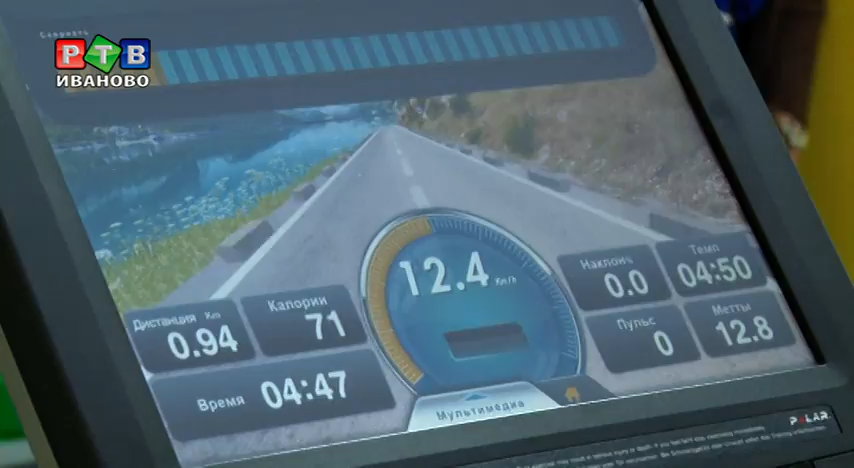 Скорость
РТВ
ИВАНОВО
12.4 Km/h
Наклон%
0.0
Темп
04:50
Дистанция Km
0.94
Калории
71
Пульс
0
Метты
12.8
Время 04:47
Мультимедиа
POLAR